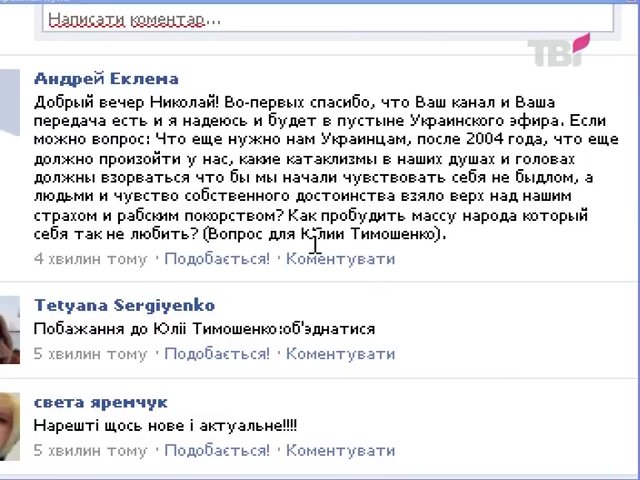 Написати коментар...
ТВі
Андрей Еклема
Добрый вечер Николай! Во-первых спасибо, что Ваш канал и Ваша
передача есть и я надеюсь и будет в пустыне Украинского эфира. Если
можно вопрос: Что еще нужно нам Украинцам, после 2004 года, что еще
должно произойти у нас, какие катаклизмы в наших душах и головах
должны взорваться что бы мы начали чувствовать себя не быдлом, а
людьми и чувство собственного достоинства взяло верх над нашим
страхом и рабским покорством? Как пробудить массу народа который
себя так не любить? (Вопрос для Юлии Тимошенко).
4 хвилин тому · Подобається! · Коментувати
Tetyana Sergiyenko
Побажання до Юлії Тимошенко:об'эднатися
5 хвилин тому · Подобається! · Коментувати
света яремчук
Нарешті щось нове і актуальне!!!!
5 хвилин тому · Подобається! · Коментувати